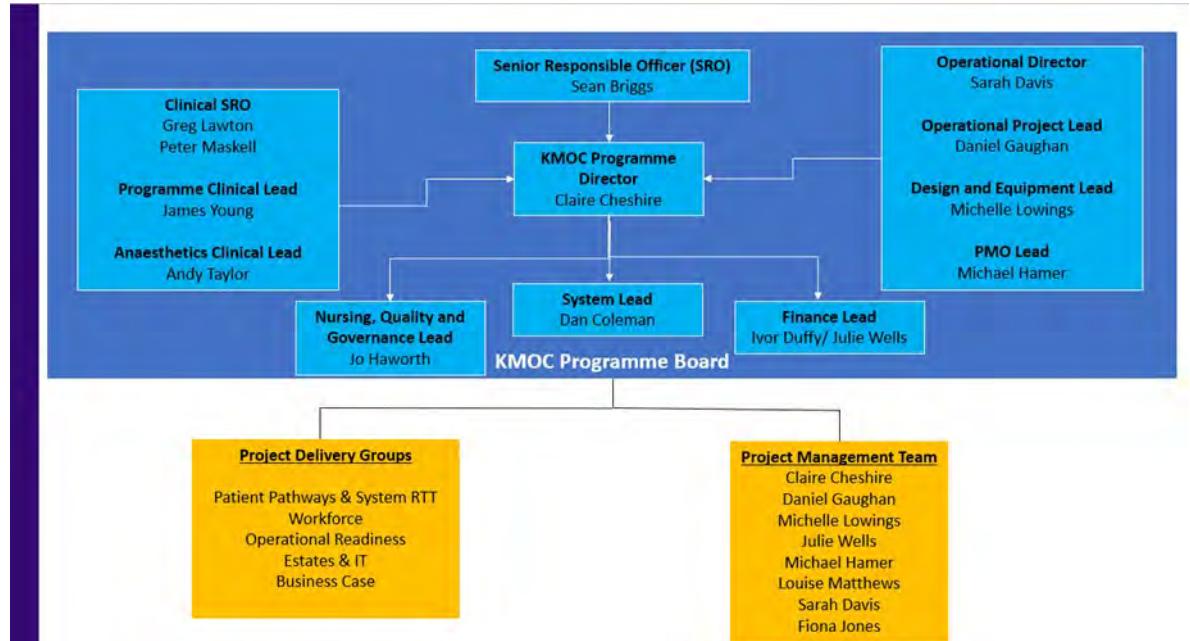 Senior Responsible Officer (SRO)
Sean Briggs
Clinical SRO
Greg Lawton
Peter Maskell
Programme Clinical Lead
James Young
Anaesthetics Clinical Lead
Andy Taylor
KMOC Programme
Director
Claire Cheshire
Operational Director
Sarah Davis
Operational Project Lead
Daniel Gaughan
Design and Equipment Lead
Michelle Lowings
PMO Lead
Michael Hamer
Nursing, Quality and
Governance Lead
Jo Haworth
System Lead
Dan Coleman
Finance Lead
Ivor Duffy/ Julie Wells
KMOC Programme Board
Project Delivery Groups
Patient Pathways & System RTT
Workforce
Operational Readiness
Estates & IT
Business Case
Project Management Team
Claire Cheshire
Daniel Gaughan
Michelle Lowings
Julie Wells
Michael Hamer
Louise Matthews
Sarah Davis
Fiona Jones